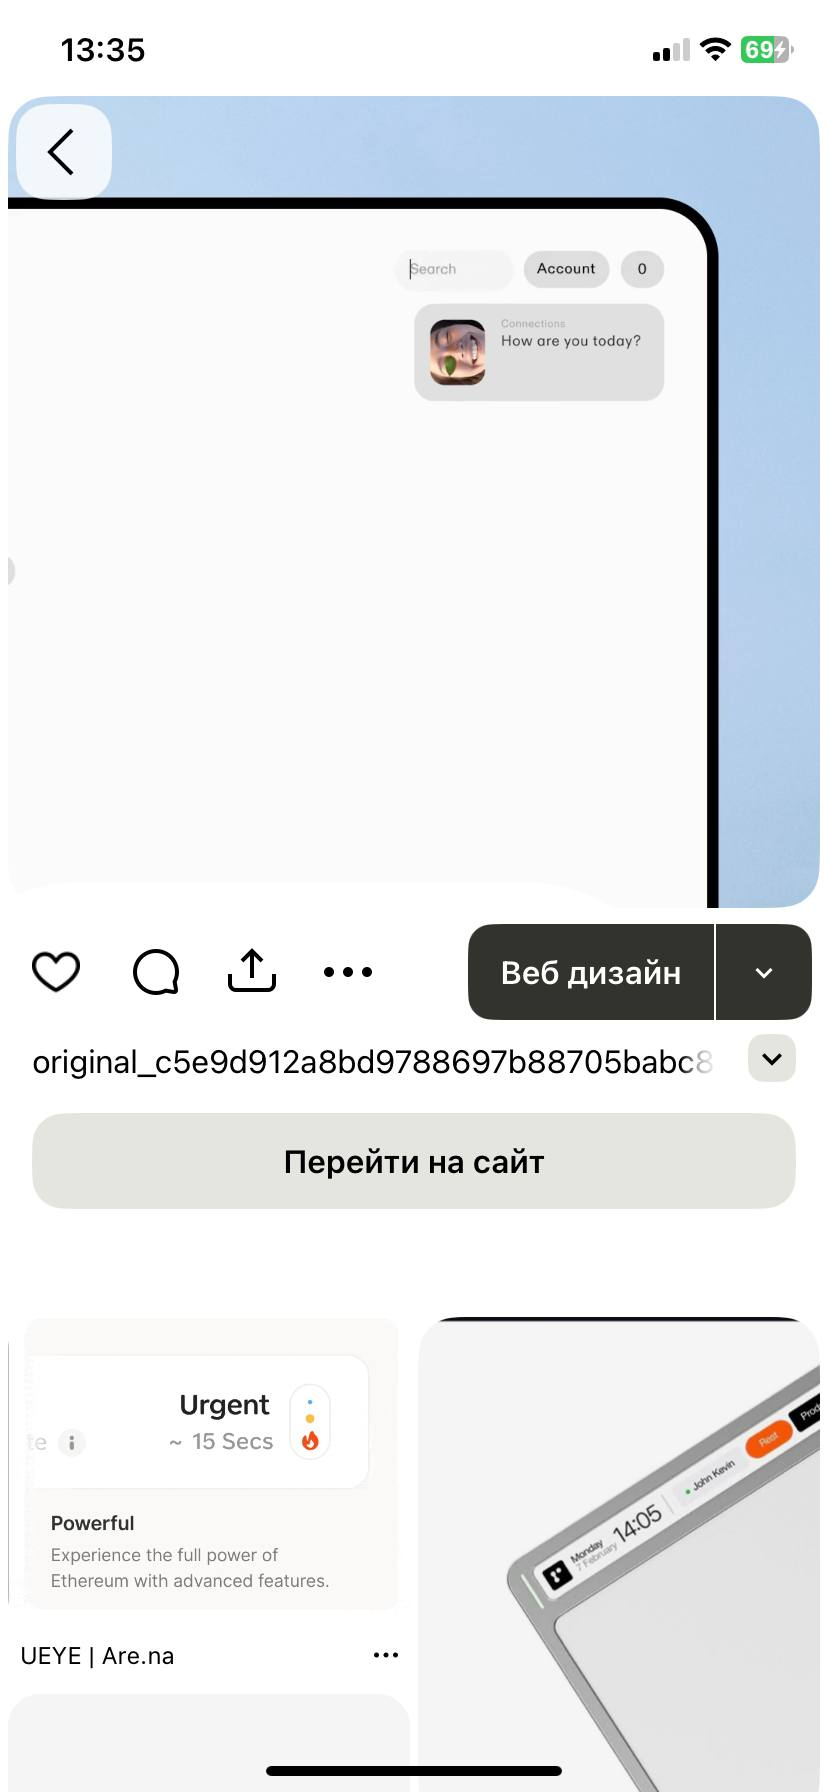 13:35
69
Search
Account
0
Connections
How are you today?
Веб дизайн
original_c5e9d912a8bd9788697b88705babc8
Перейти на сайт
Urgent
te
~ 15 Secs
Powerful
Experience the full power of
Ethereum with advanced features.
UEYE | Are.na
Monday
7 February
14:05
John Kevin
Rest
Prod